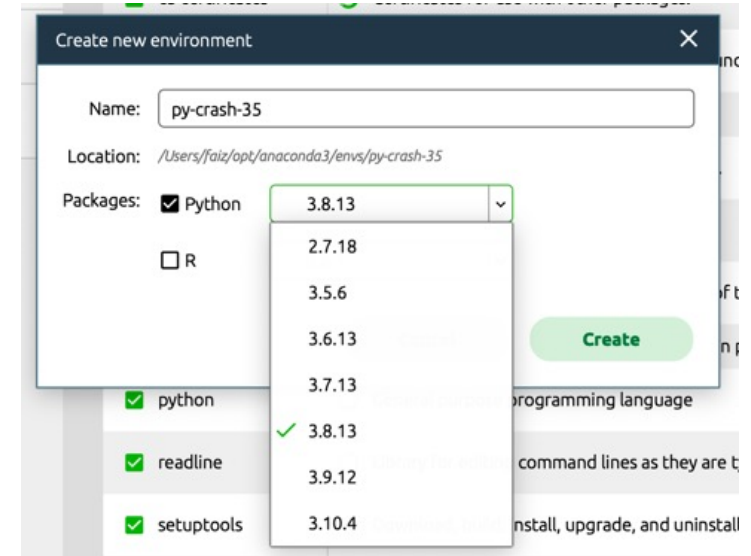 Create new environment
Name: py-crash-35
Location: /Users/faiz/opt/anaconda3/envs/py-crash-35
Packages: Python 3.8.13
R
2.7.18
3.5.6
3.6.13
3.7.13
3.8.13
3.9.12
3.10.4
Create
python programming language
readline command lines as they are
setuptools install, upgrade, and